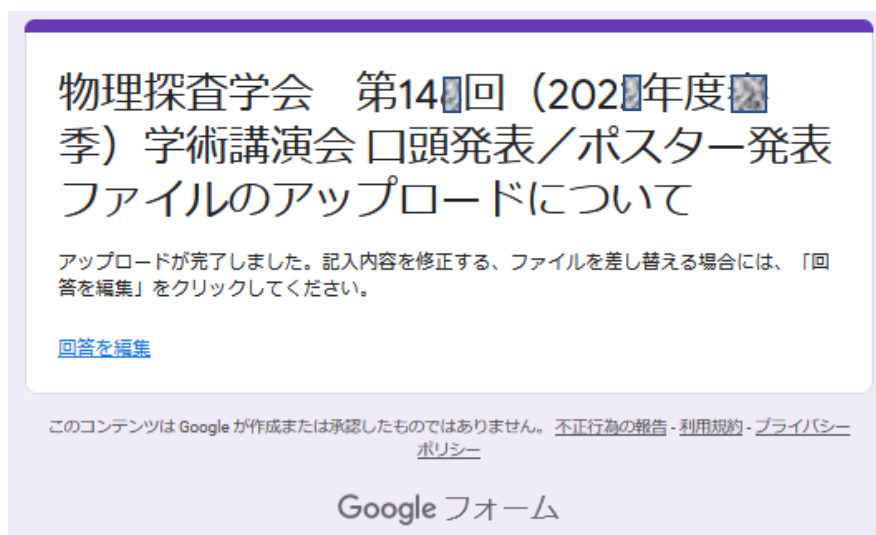 物理探査学会 第14回（202年度
季）学術講演会 口頭発表／ポスター発表
ファイルのアップロードについて
アップロードが完了しました。記入内容を修正する、ファイルを差し替える場合には、「回
答を編集」をクリックしてください。
回答を編集
このコンテンツは Google が作成または承認したものではありません。 不正行為の報告 - 利用規約 - プライバシー
ポリシー
Google フォーム